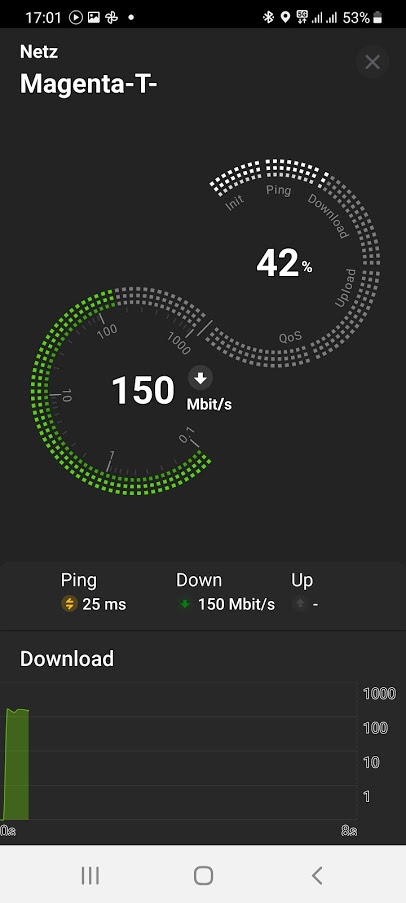 17:01 5G 53%
Netz
Magenta-T-
Init
Ping
Download
Upload
QoS
42%
0.1
1
10
100
1000
150
Mbit/s
Ping
Down
Up
25 ms
150 Mbit/s
-
Download
1000
100
10
1
0s
8s